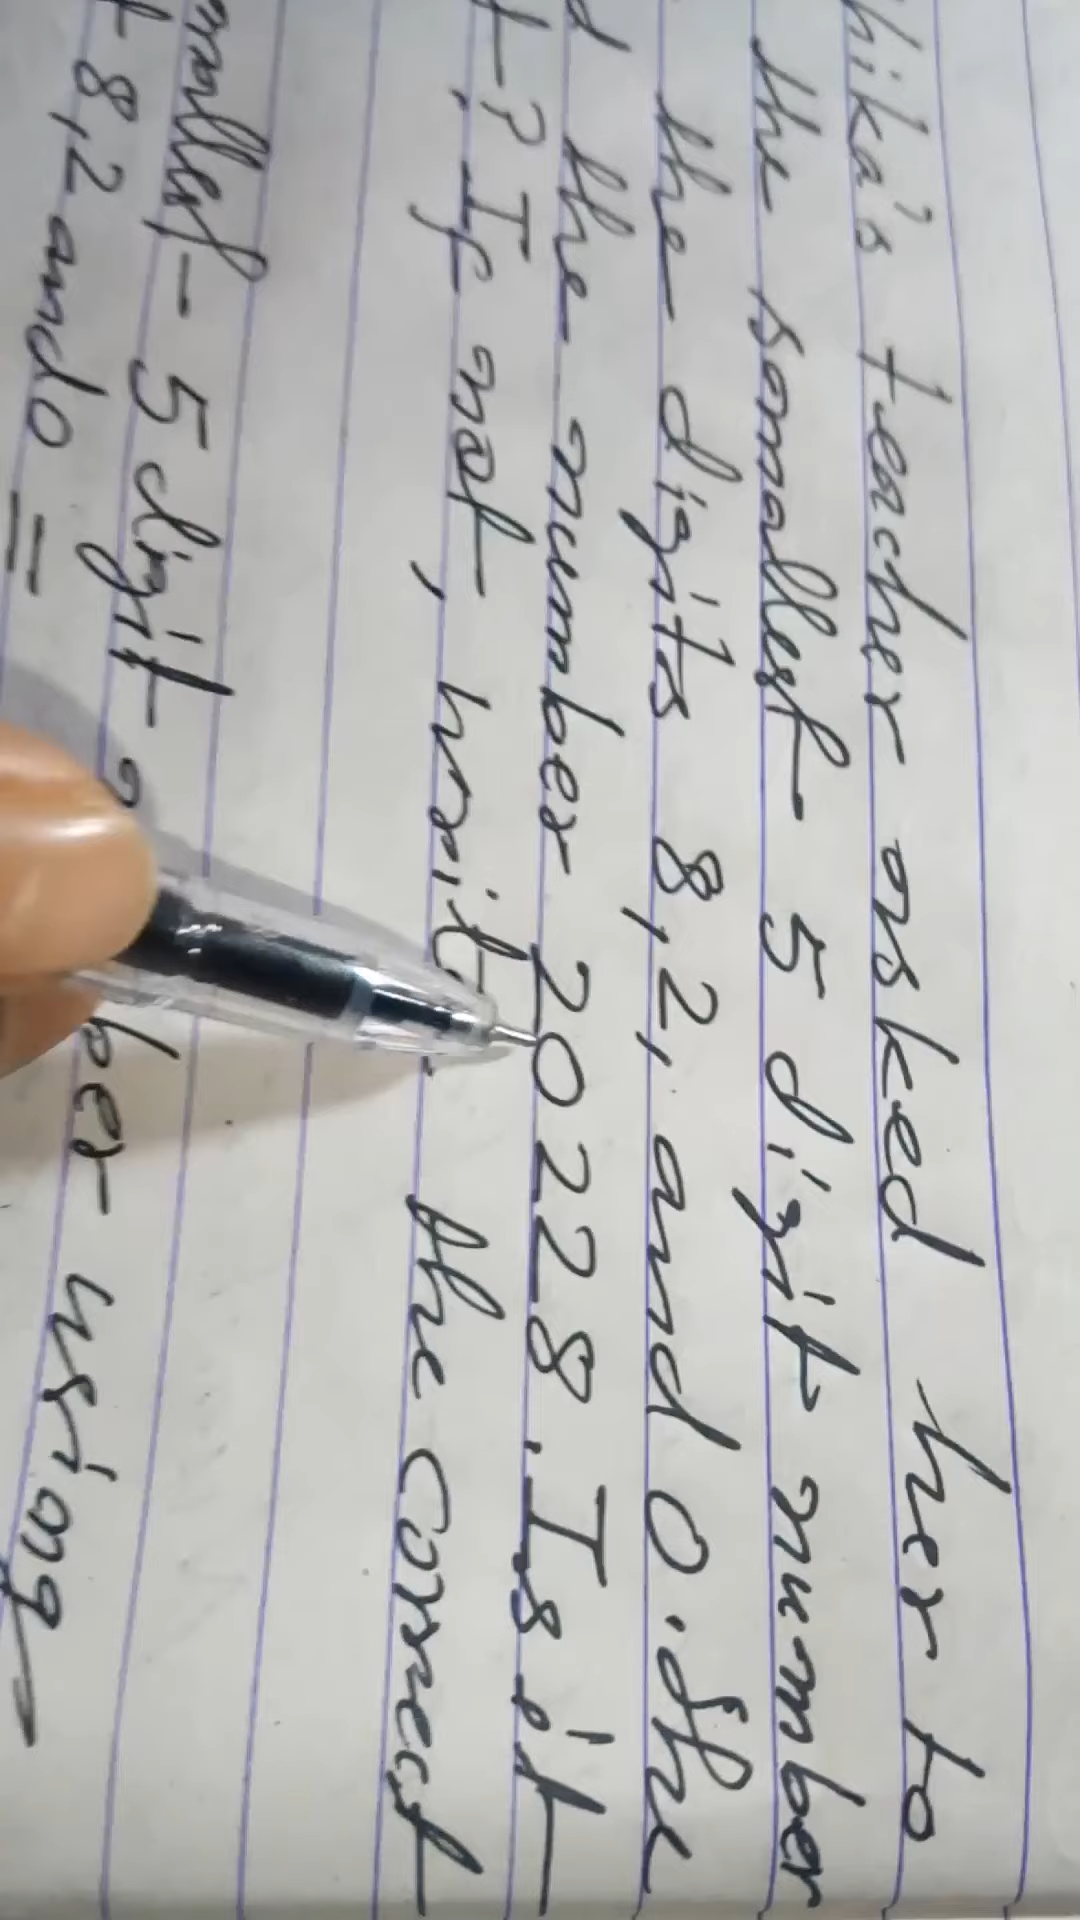 hika's teacher asked her to
the smallest 5 digit number
the digits 8,2, and 0. She
d the number 20228. Is it
t? If not, write the correct
mallest 5 digit ber using
t 8,2 and 0 =